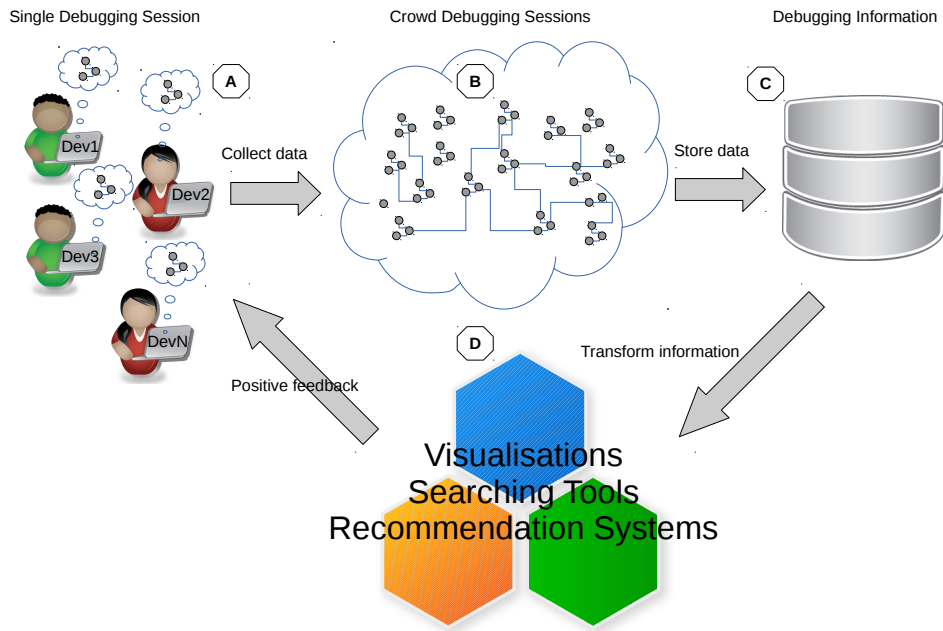 Single Debugging Session
Crowd Debugging Sessions
Debugging Information
A
B
C
Dev1
Collect data
Store data
Dev2
Dev3
DevN
D
Transform information
Positive feedback
Visualisations
Searching Tools
Recommendation Systems